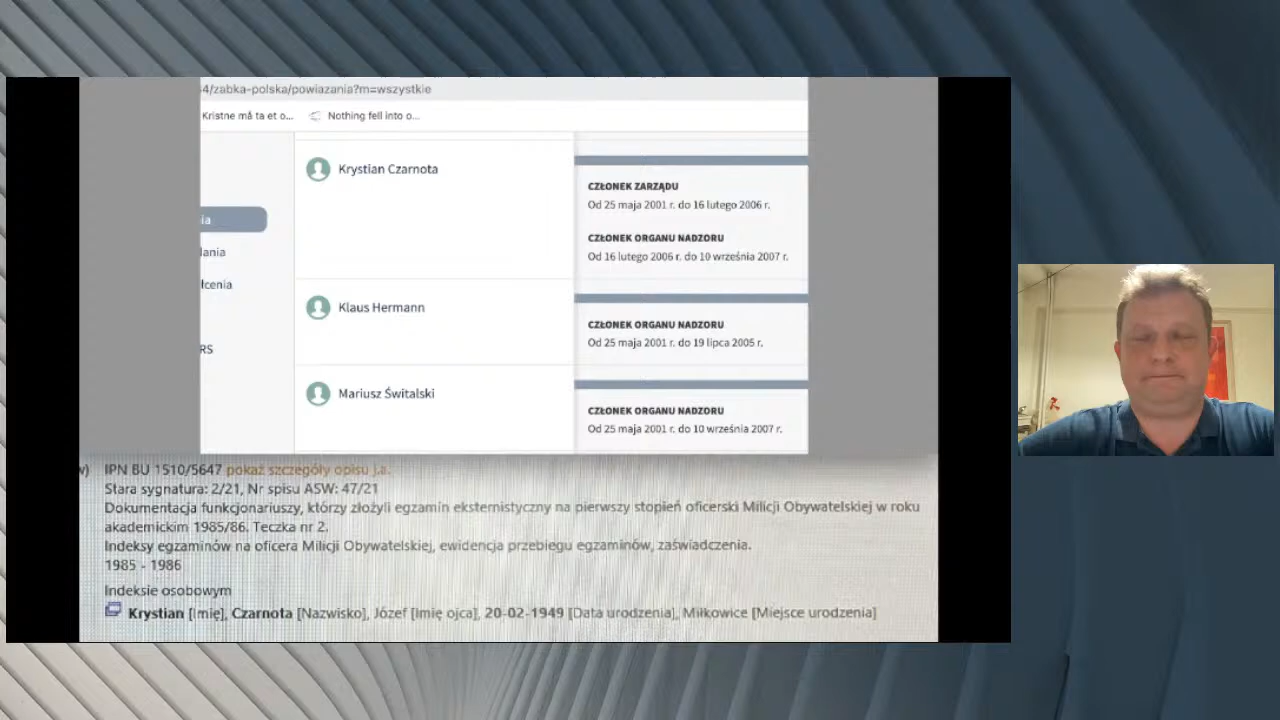 4/zabka-polska/powiazania?m=wszystkie
Kristne må ta et o... Nothing fell into o...
Krystian Czarnota
CZŁONEK ZARZĄDU
Od 25 maja 2001 r. do 16 lutego 2006 r.
CZŁONEK ORGANU NADZORU
Od 16 lutego 2006 r. do 10 września 2007 r.
ia
lania
łcenia
RS
Klaus Hermann
CZŁONEK ORGANU NADZORU
Od 25 maja 2001 r. do 19 lipca 2005 r.
Mariusz Świtalski
CZŁONEK ORGANU NADZORU
Od 25 maja 2001 r. do 10 września 2007 r.
w) IPN BU 1510/5647 pokaż szczegóły opisu j.a.
Stara sygnatura: 2/21, Nr spisu ASW: 47/21
Dokumentacja funkcjonariuszy, którzy złożyli egzamin eksternistyczny na pierwszy stopień oficerski Milicji Obywatelskiej w roku
akademickim 1985/86. Teczka nr 2.
Indeksy egzaminów na oficera Milicji Obywatelskiej, ewidencja przebiegu egzaminów, zaświadczenia.
1985 - 1986
Indeksie osobowym
Krystian [Imię], Czarnota [Nazwisko], Józef [Imię ojca], 20-02-1949 [Data urodzenia], Miłkowice [Miejsce urodzenia]